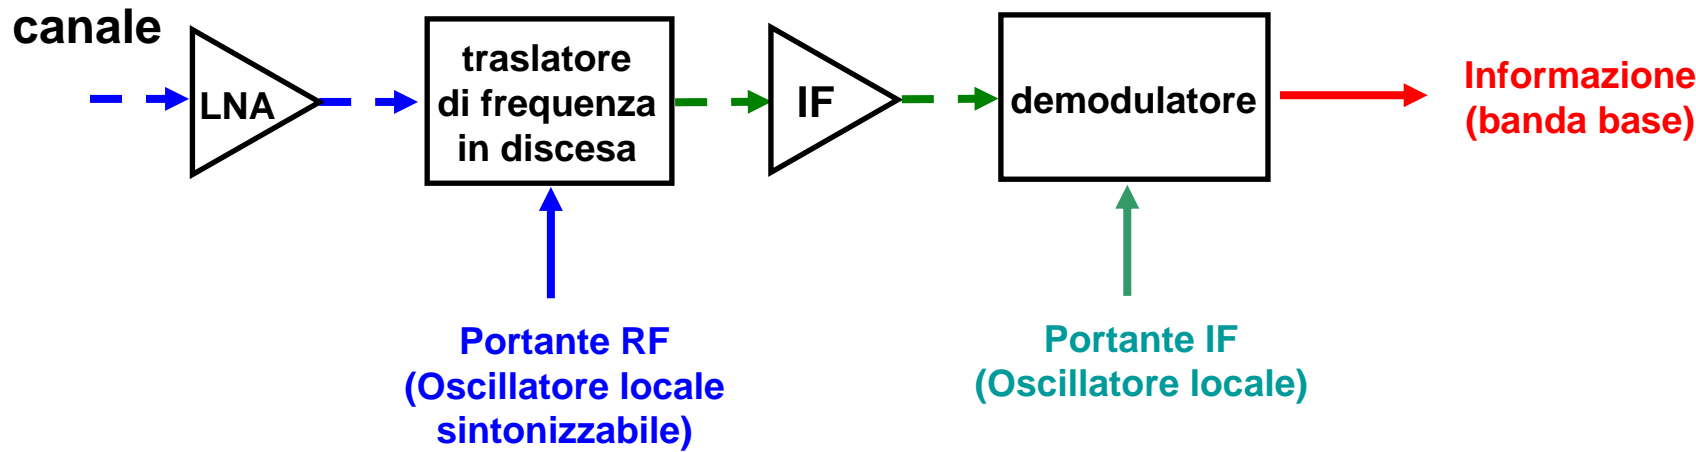 canale
LNA
traslatore
di frequenza
in discesa
IF
demodulatore
Informazione
(banda base)
Portante RF
(Oscillatore locale
sintonizzabile)
Portante IF
(Oscillatore locale)